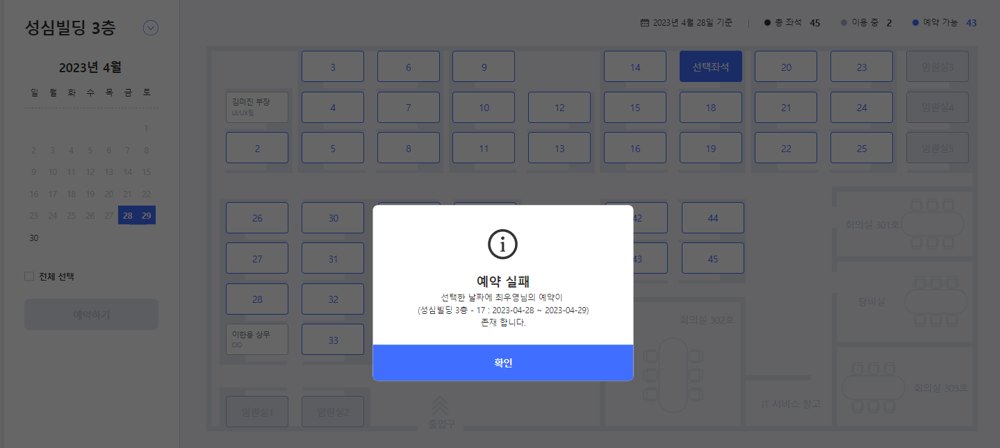 성심빌딩 3층
2023년 4월
일 월 화 수 목 금 토
1
2 3 4 5 6 7 8
9 10 11 12 13 14 15
16 17 18 19 20 21 22
23 24 25 26 27 28 29
30
전체 선택
예약하기
2023년 4월 28일 기준
총 좌석 45
이용 중 2
예약 가능 43
3 6 9 14 선택좌석 20 23 임원실3
김미진 부장
UI/UX팀
4 7 10 12 15 18 21 24 임원실4
2 5 8 11 13 16 19 22 25 임원실5
26 30 42 44
회의실 301호
27 31 43 45
28 32
탕비실
회의실 302호
이한용 상무
CIO
33
회의실 303호
IT 서비스 창고
임원실1 임원실2
출입구
예약 실패
선택한 날짜에 최우영님의 예약이
(성심빌딩 3층 - 17 : 2023-04-28 ~ 2023-04-29)
존재 합니다.
확인